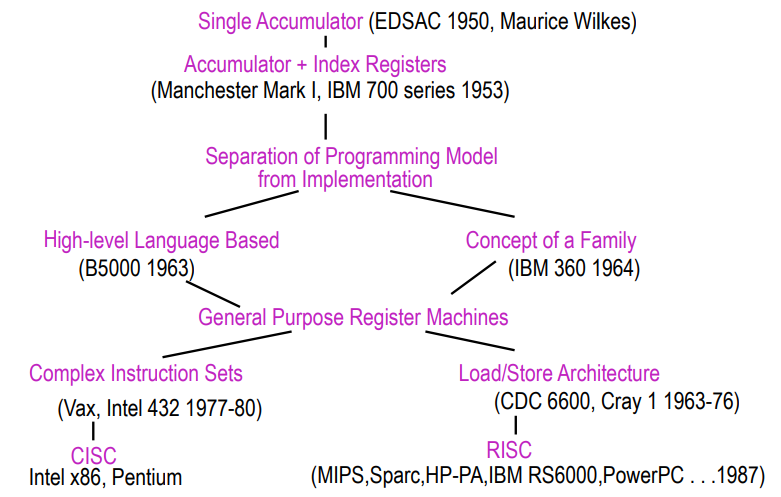 Single Accumulator (EDSAC 1950, Maurice Wilkes)
Accumulator + Index Registers
(Manchester Mark I, IBM 700 series 1953)
Separation of Programming Model
from Implementation
High-level Language Based
Concept of a Family
(B5000 1963)
(IBM 360 1964)
General Purpose Register Machines
Complex Instruction Sets
Load/Store Architecture
(Vax, Intel 432 1977-80)
(CDC 6600, Cray 1 1963-76)
CISC
RISC
Intel x86, Pentium
(MIPS,Sparc,HP-PA,IBM RS6000,PowerPC . . .1987)